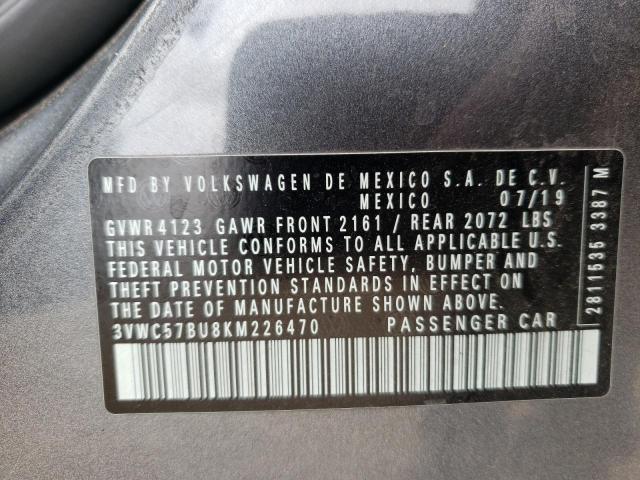 MFD BY VOLKSWAGEN DE MEXICO S.A. DE C.V.
MEXICO 07/19
GVWR 4123 GAWR FRONT 2161 / REAR 2072 LBS
THIS VEHICLE CONFORMS TO ALL APPLICABLE U.S.
FEDERAL MOTOR VEHICLE SAFETY, BUMPER AND
THEFT PREVENTION STANDARDS IN EFFECT ON
THE DATE OF MANUFACTURE SHOWN ABOVE.
3VWC57BU8KM226470 PASSENGER CAR
2811535 3387 M